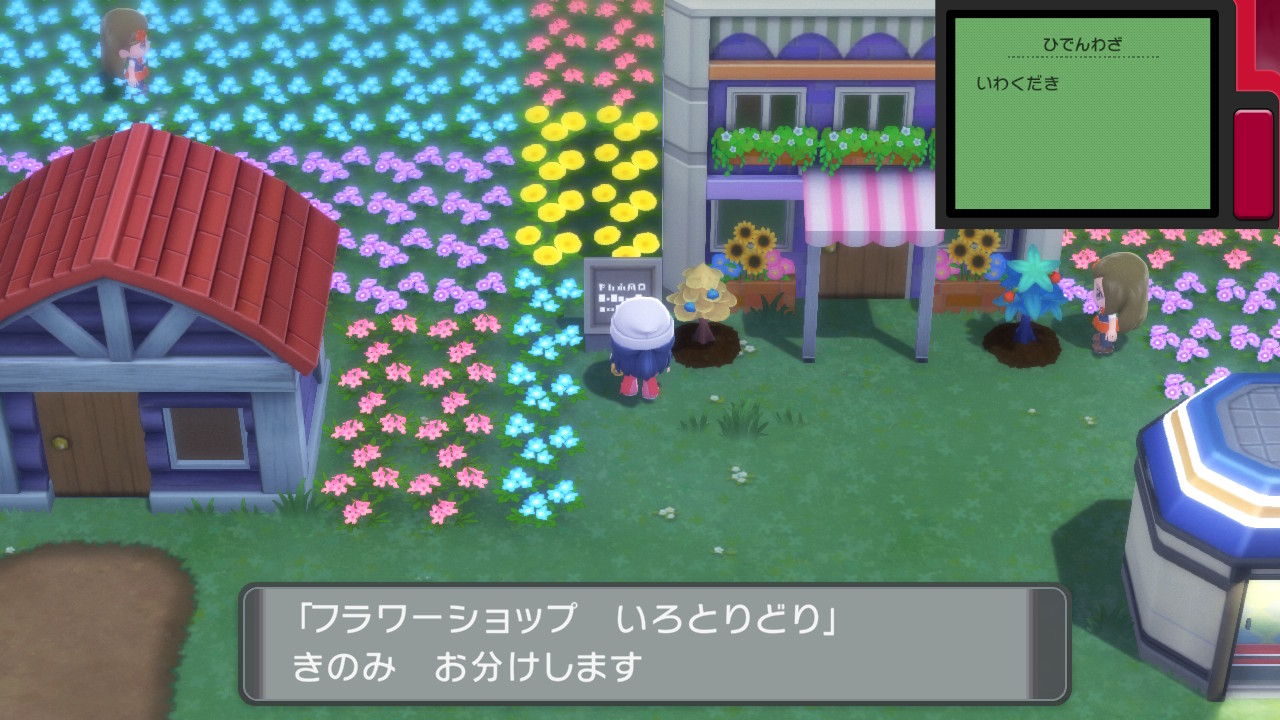 ひでんわざ
いわくだき
「フラワーショップ　いろとりどり」
きのみ　お分けします